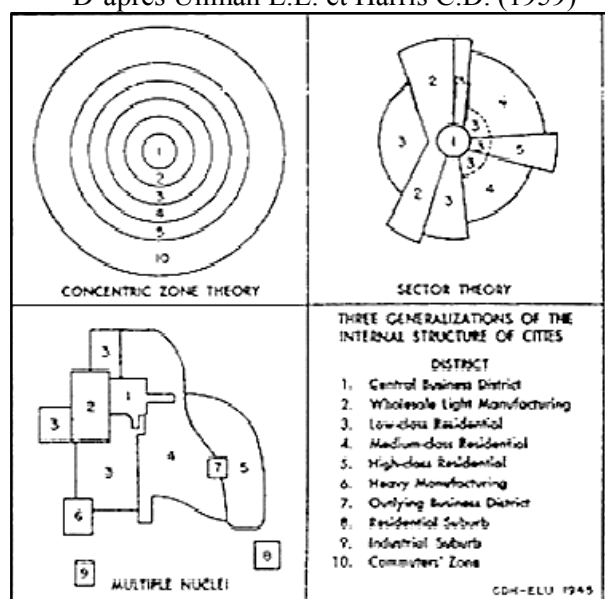 D'après Ullman E.L. et Harris C.D. (1959)
1
2
3
4
5
10
CONCENTRIC ZONE THEORY
2
3
4
3
3
1
3
5
3
2
3
4
SECTOR THEORY
3
1
2
3
3
4
7
5
6
8
9
MULTIPLE NUCLEI
THREE GENERALIZATIONS OF THE
INTERNAL STRUCTURE OF CITIES
DISTRICT
1. Central Business District
2. Wholesale Light Manufacturing
3. Low-class Residential
4. Medium-class Residential
5. High-class Residential
6. Heavy Manufacturing
7. Outlying Business District
8. Residential Suburb
9. Industrial Suburb
10. Commuters' Zone
CDH-ELU 1945